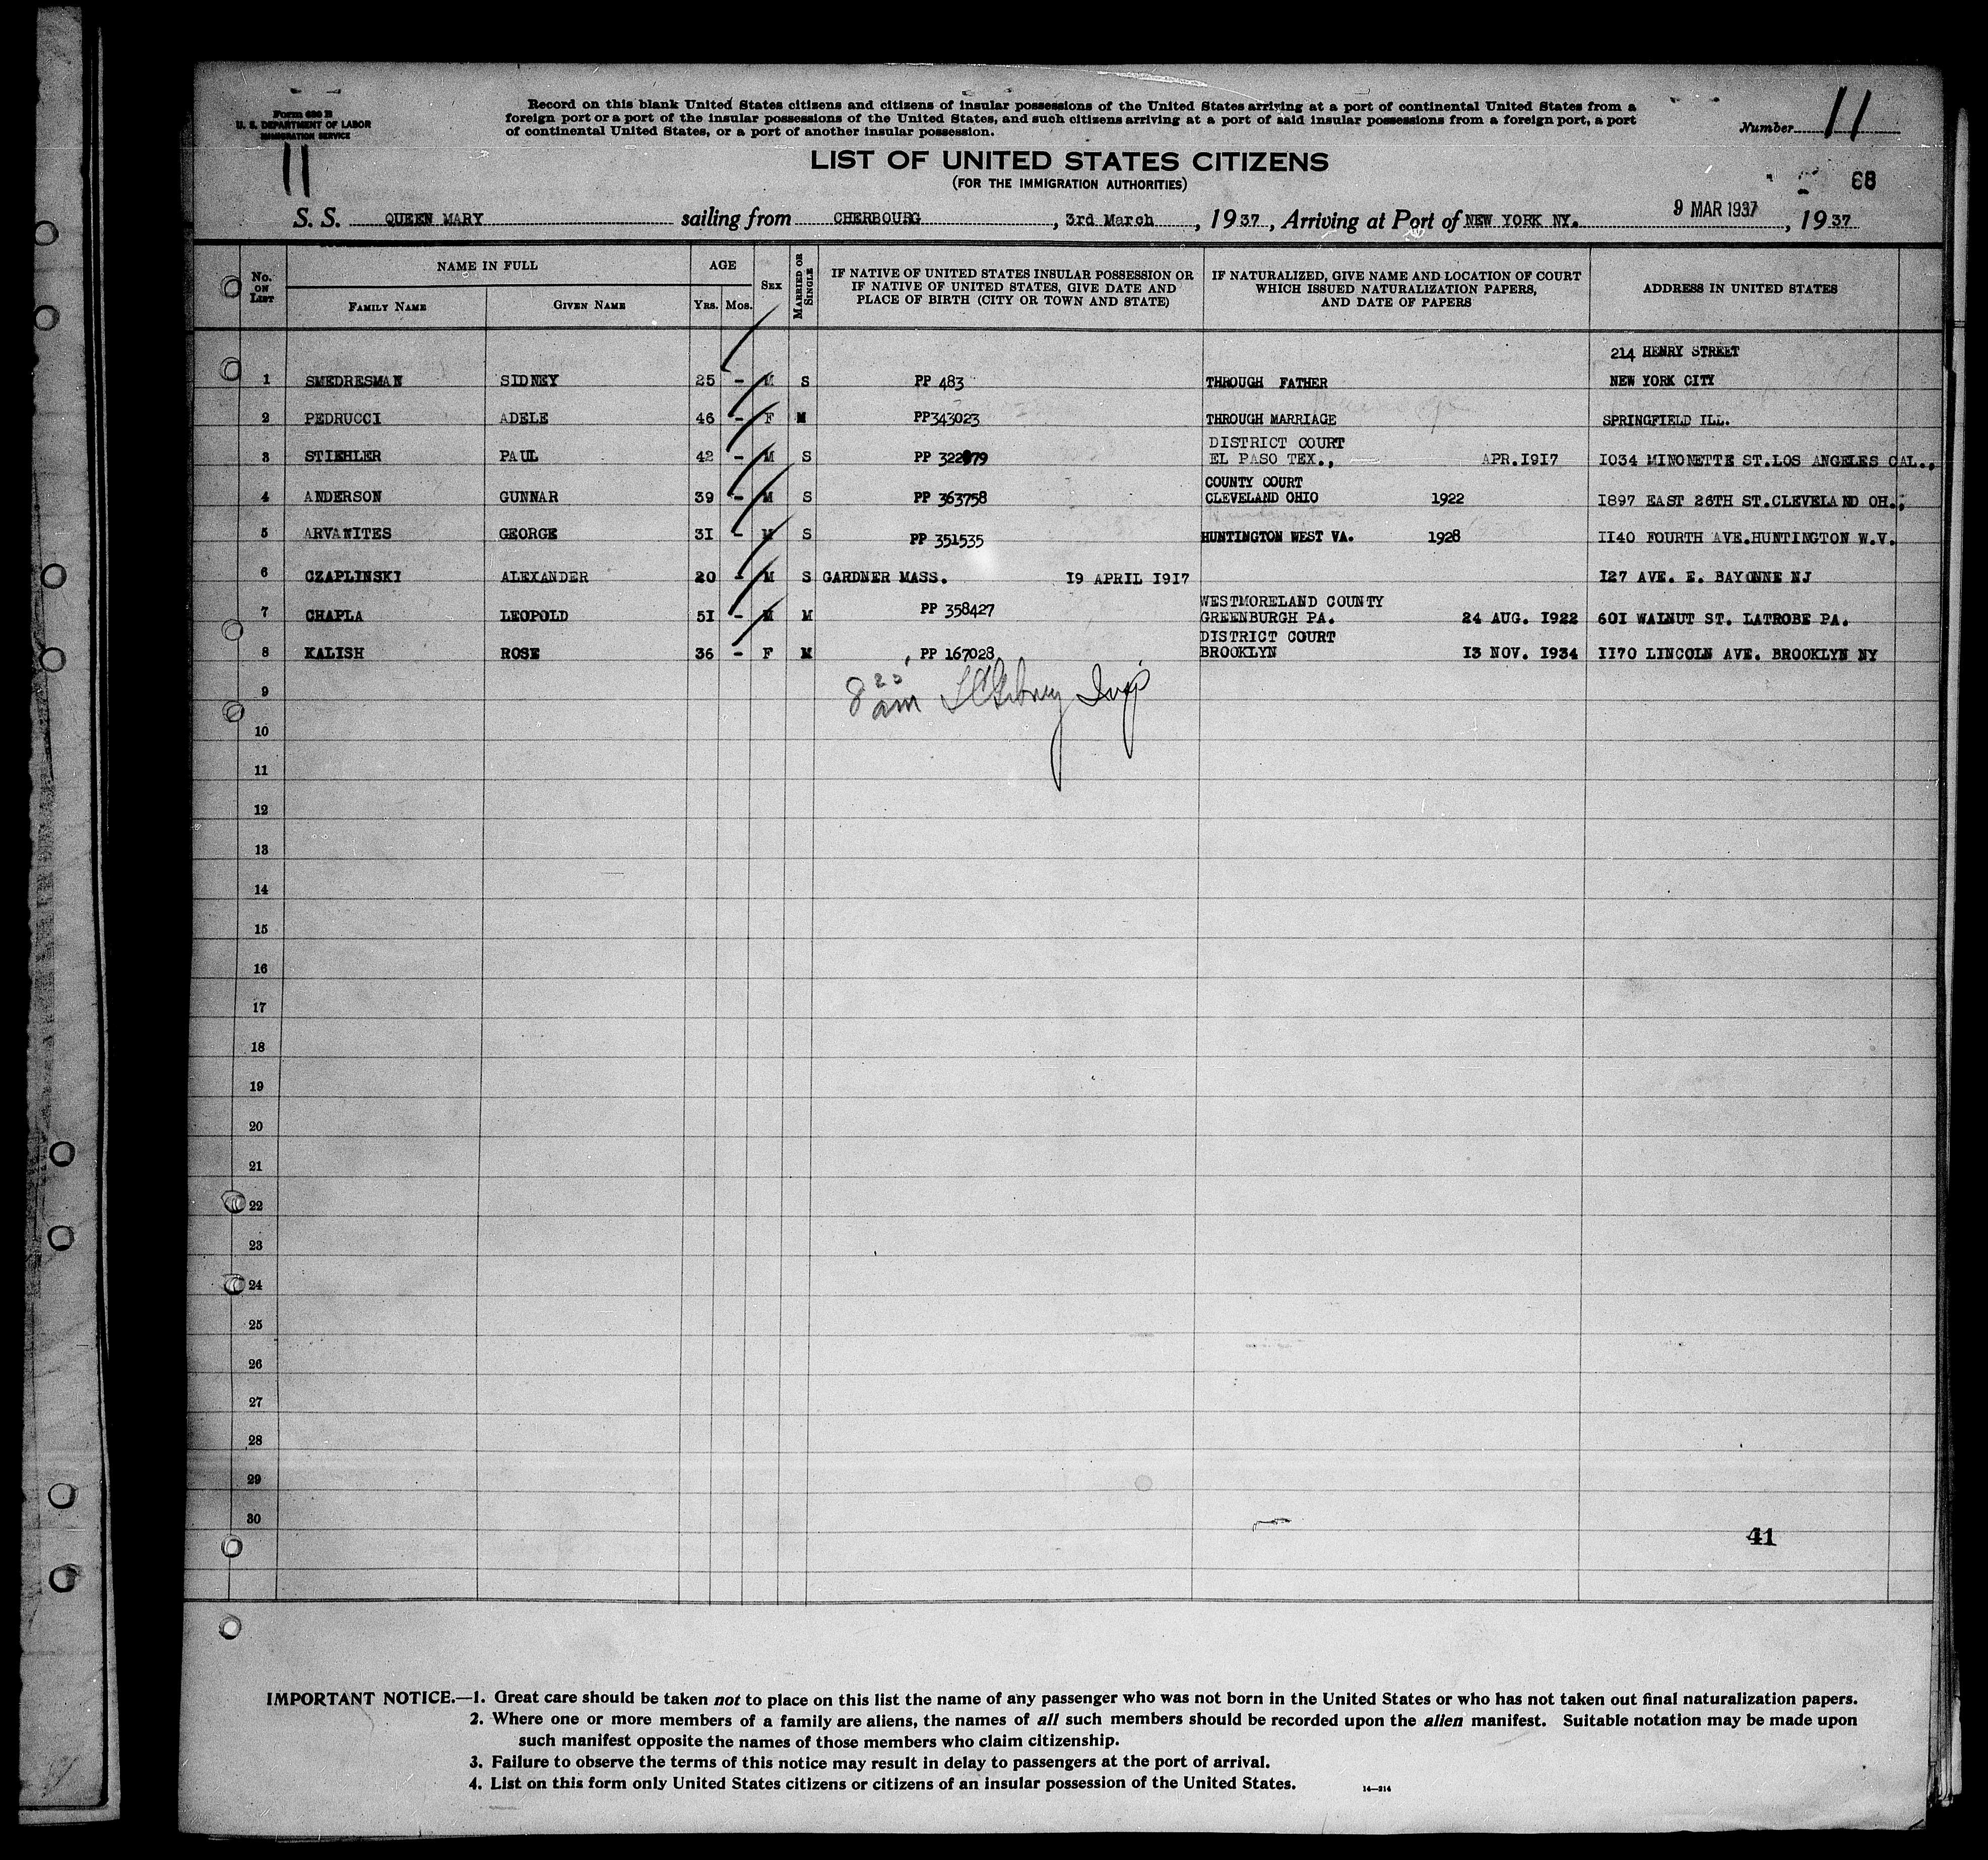 Form 630 B
U. S. DEPARTMENT OF LABOR
IMMIGRATION SERVICE
11
Record on this blank United States citizens and citizens of insular possessions of the United States arriving at a port of continental United States from a
foreign port or a port of the insular possessions of the United States, and such citizens arriving at a port of said insular possessions from a foreign port, a port
of continental United States, or a port of another insular possession.
Number 11
LIST OF UNITED STATES CITIZENS
(FOR THE IMMIGRATION AUTHORITIES)
68
S. S. QUEEN MARY sailing from CHERBOURG, 3rd March, 1937, Arriving at Port of NEW YORK NY. 9 MAR 1937, 1937
No. ON LIST NAME IN FULL AGE SEX MARRIED OR SINGLE IF NATIVE OF UNITED STATES INSULAR POSSESSION OR IF NATIVE OF UNITED STATES, GIVE DATE AND PLACE OF BIRTH (CITY OR TOWN AND STATE) IF NATURALIZED, GIVE NAME AND LOCATION OF COURT WHICH ISSUED NATURALIZATION PAPERS, AND DATE OF PAPERS ADDRESS IN UNITED STATES
FAMILY NAME GIVEN NAME YRS. MOS.
214 HENRY STREET
1 SMEDRESMAN SIDNEY 25 - M S PP 483 THROUGH FATHER NEW YORK CITY
2 PEDRUCCI ADELE 46 - F M PP343023 THROUGH MARRIAGE SPRINGFIELD ILL.
DISTRICT COURT
3 STIEHLER PAUL 42 - M S PP 322979 EL PASO TEX., APR.1917 1034 MINONETTE ST.LOS ANGELES CAL.,
COUNTY COURT
4 ANDERSON GUNNAR 39 - M S PP 363758 CLEVELAND OHIO 1922 1897 EAST 26TH ST.CLEVELAND OH.,
5 ARVANITES GEORGE 31 - M S PP 351535 HUNTINGTON WEST VA. 1928 1140 FOURTH AVE.HUNTINGTON W.V.
6 CZAPLINSKI ALEXANDER 20 - M S GARDNER MASS. 19 APRIL 1917 127 AVE. E. BAYONNE NJ
WESTMORELAND COUNTY
7 CHAPLA LEOPOLD 51 - M M PP 358427 GREENBURGH PA. 24 AUG. 1922 601 WALNUT ST. LATROBE PA.
DISTRICT COURT
8 KALISH ROSE 36 - F M PP 167028 BROOKLYN 13 NOV. 1934 1170 LINCOLN AVE. BROOKLYN NY
9
8 am
10
11
12
13
14
15
16
17
18
19
20
21
22
23
24
25
26
27
28
29
30
41
IMPORTANT NOTICE.—1. Great care should be taken not to place on this list the name of any passenger who was not born in the United States or who has not taken out final naturalization papers.
2. Where one or more members of a family are aliens, the names of all such members should be recorded upon the alien manifest. Suitable notation may be made upon
such manifest opposite the names of those members who claim citizenship.
3. Failure to observe the terms of this notice may result in delay to passengers at the port of arrival.
4. List on this form only United States citizens or citizens of an insular possession of the United States.
14—214